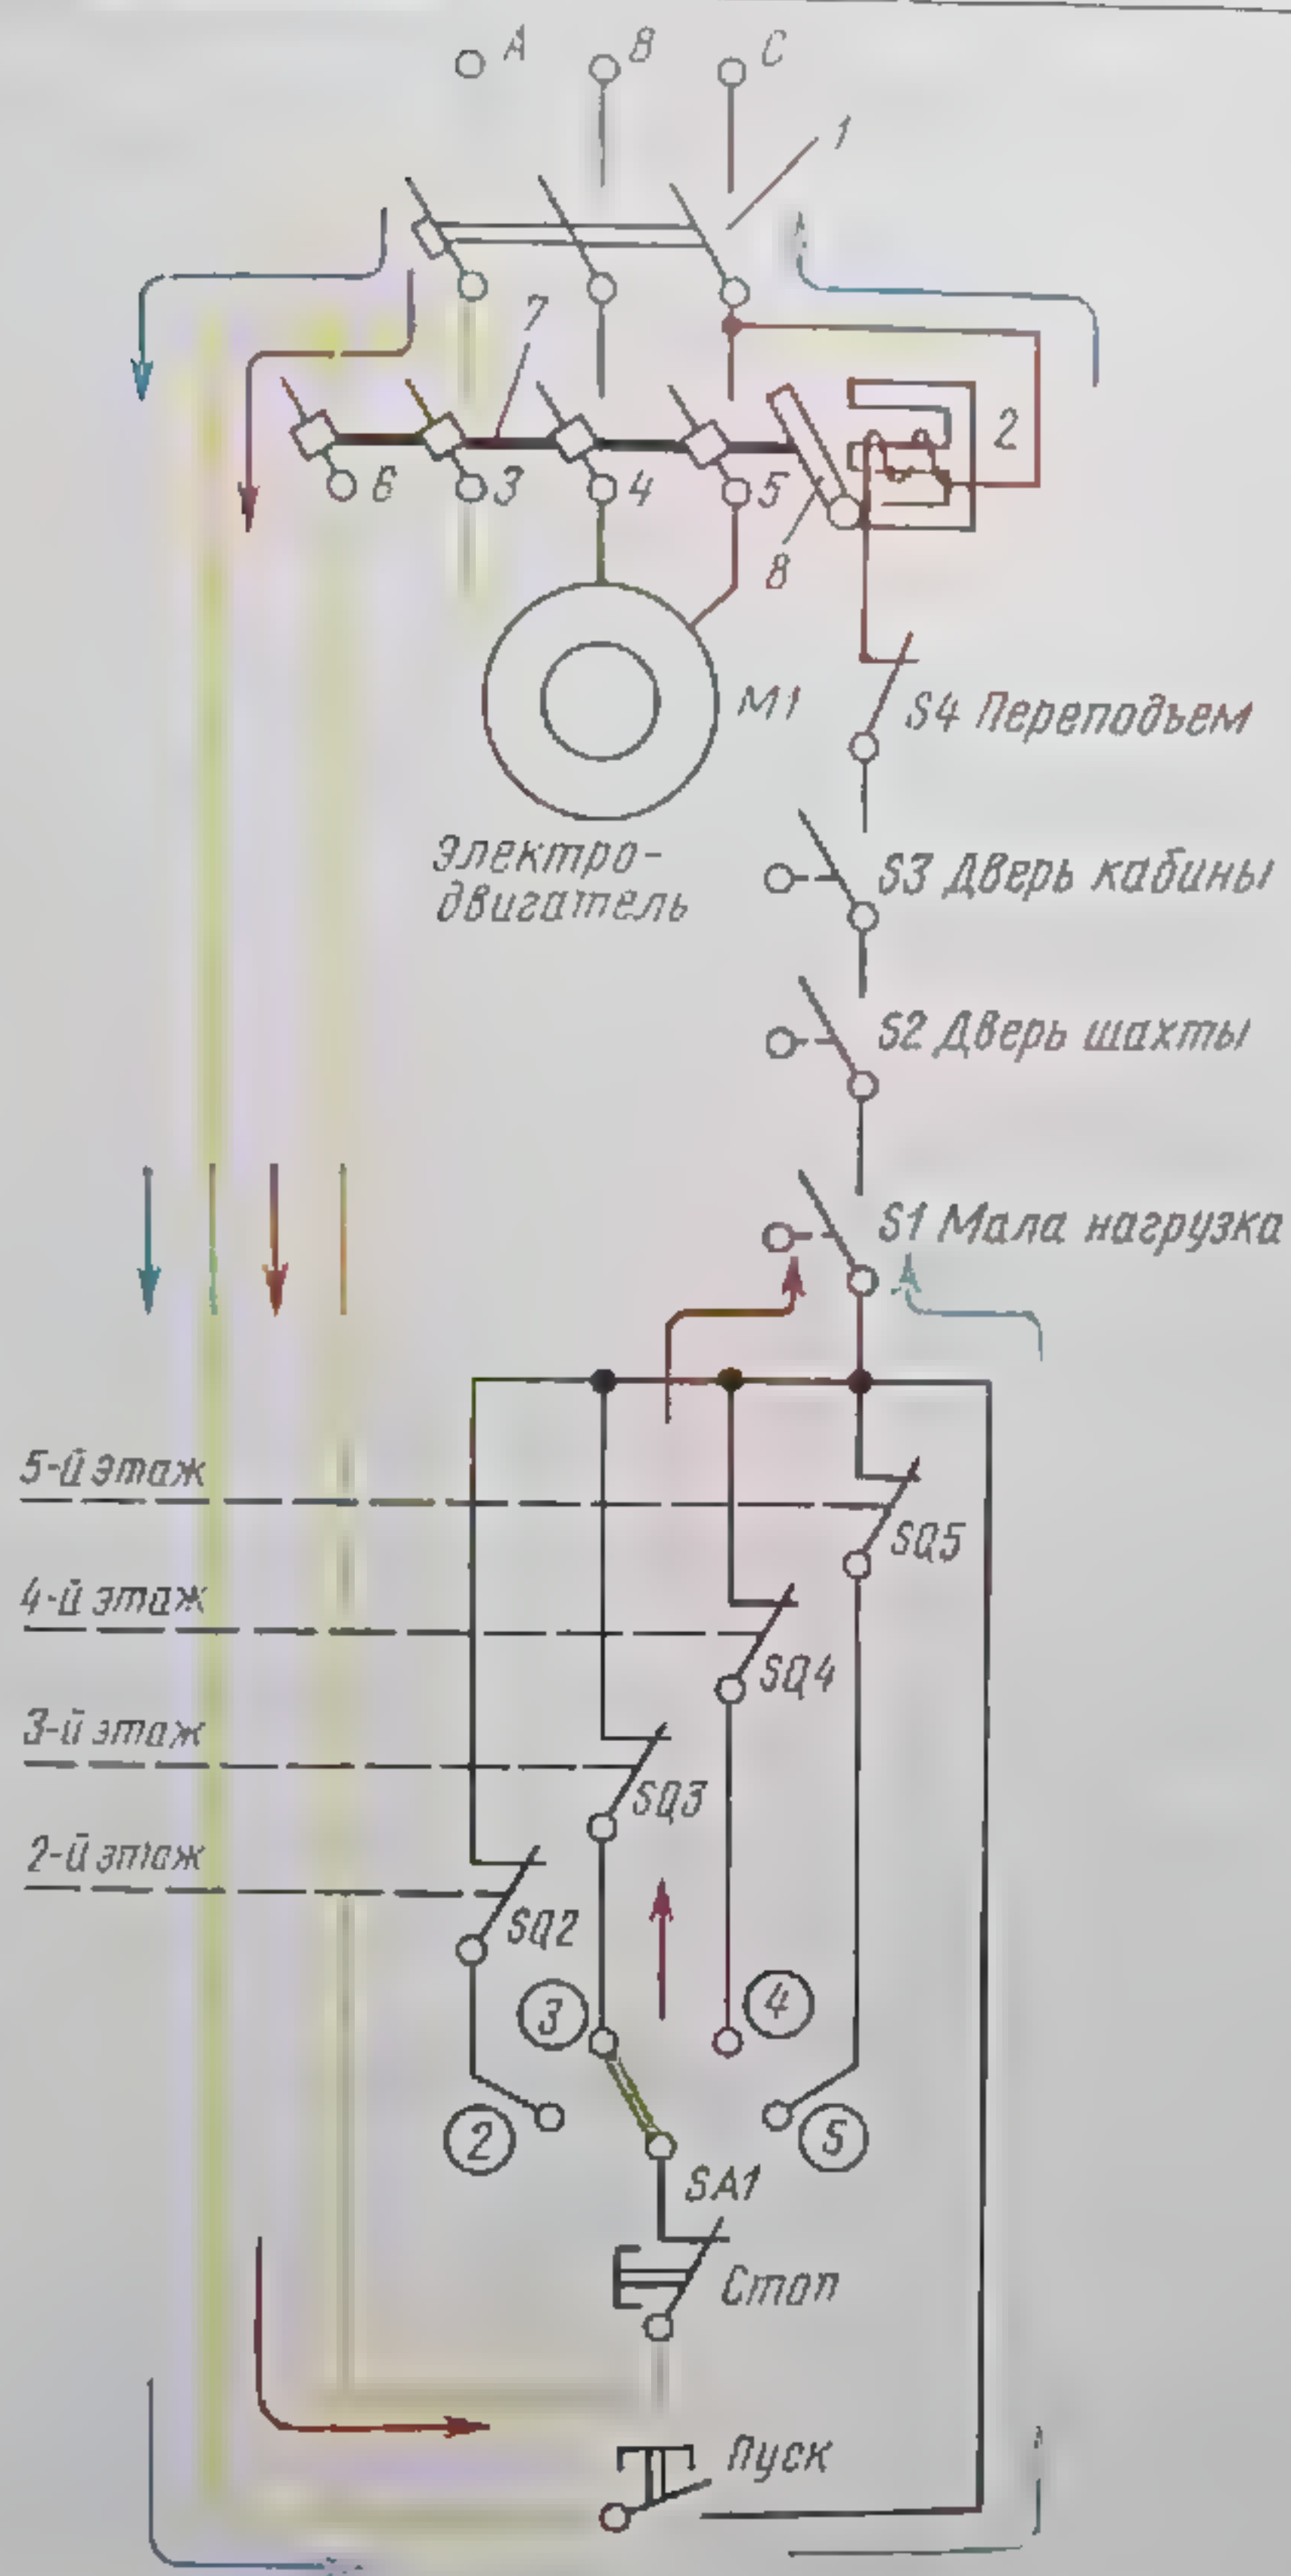 A
B
C
1
7
2
6
3
4
5
8
M1
Электро-
двигатель
S4 Переподъем
S3 Дверь кабины
S2 Дверь шахты
S1 Мала нагрузка
5-й этаж
SQ5
4-й этаж
SQ4
3-й этаж
SQ3
2-й этаж
SQ2
3
4
2
5
SA1
Стоп
Пуск